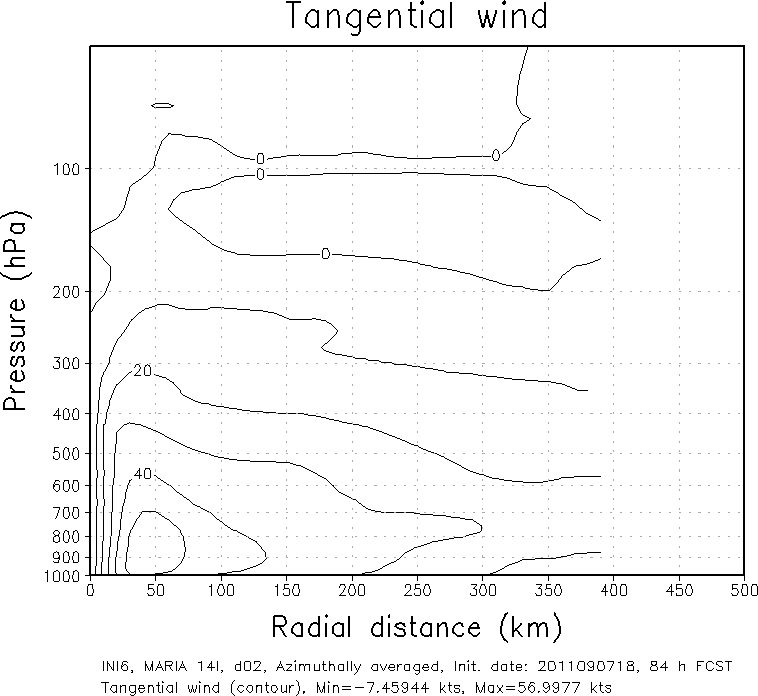 Tangential wind
0
0
100
0
0
200
300
20
400
500
40
600
700
800
900
1000
0 50 100 150 200 250 300 350 400 450 500
Pressure (hPa)
Radial distance (km)
INI6, MARIA 14l, d02, Azimuthally averaged, Init. date: 2011090718, 84 h FCST
Tangential wind (contour), Min=-7.45944 kts, Max=56.9977 kts